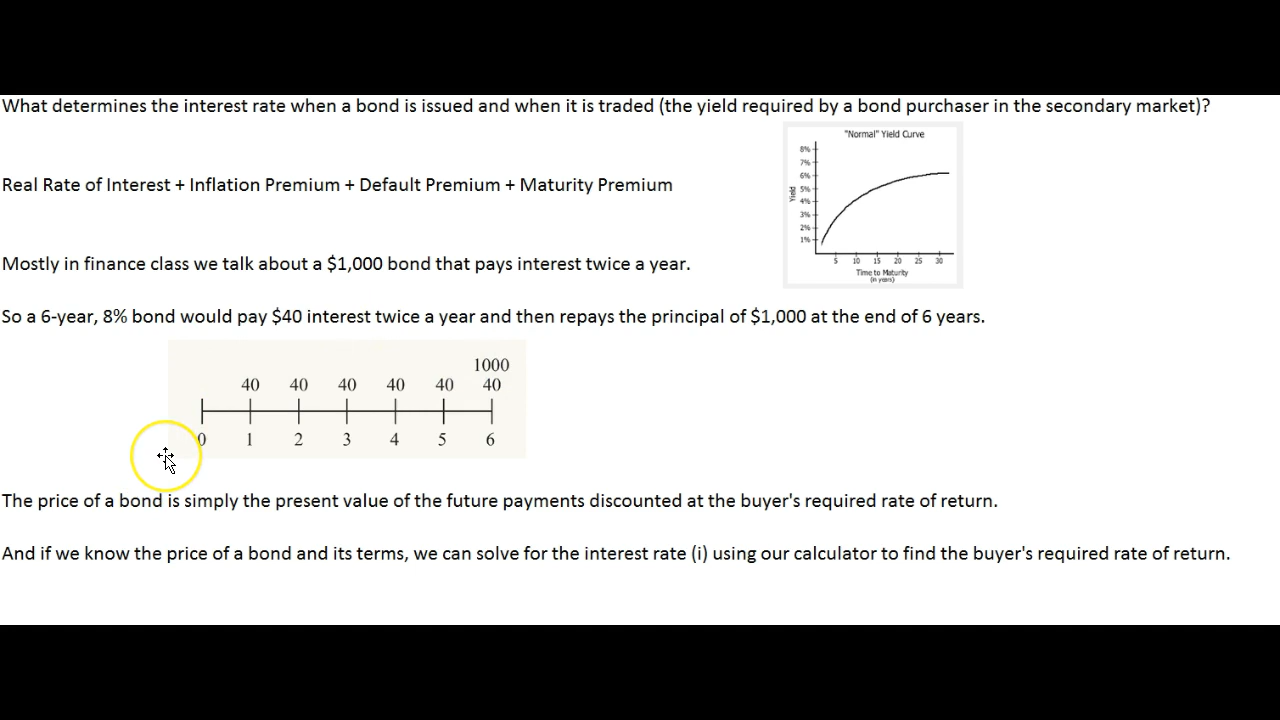 What determines the interest rate when a bond is issued and when it is traded (the yield required by a bond purchaser in the secondary market)?
"Normal" Yield Curve
8%
7%
6%
5%
4%
3%
2%
1%
Yield
5 10 15 20 25 30
Time to Maturity
(in years)
Real Rate of Interest + Inflation Premium + Default Premium + Maturity Premium
Mostly in finance class we talk about a $1,000 bond that pays interest twice a year.
So a 6-year, 8% bond would pay $40 interest twice a year and then repays the principal of $1,000 at the end of 6 years.
1000
40 40 40 40 40 40
0 1 2 3 4 5 6
The price of a bond is simply the present value of the future payments discounted at the buyer's required rate of return.
And if we know the price of a bond and its terms, we can solve for the interest rate (i) using our calculator to find the buyer's required rate of return.